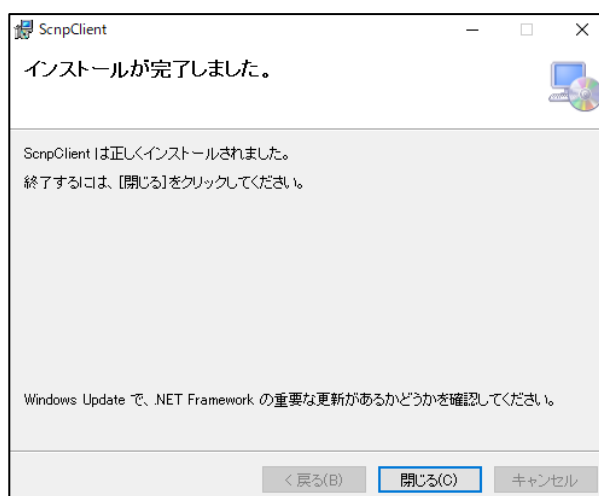 ScnpClient
インストールが完了しました。
ScnpClient は正しくインストールされました。
終了するには、[閉じる]をクリックしてください。
Windows Update で、.NET Framework の重要な更新があるかどうかを確認してください。
< 戻る(B)
閉じる(C)
キャンセル